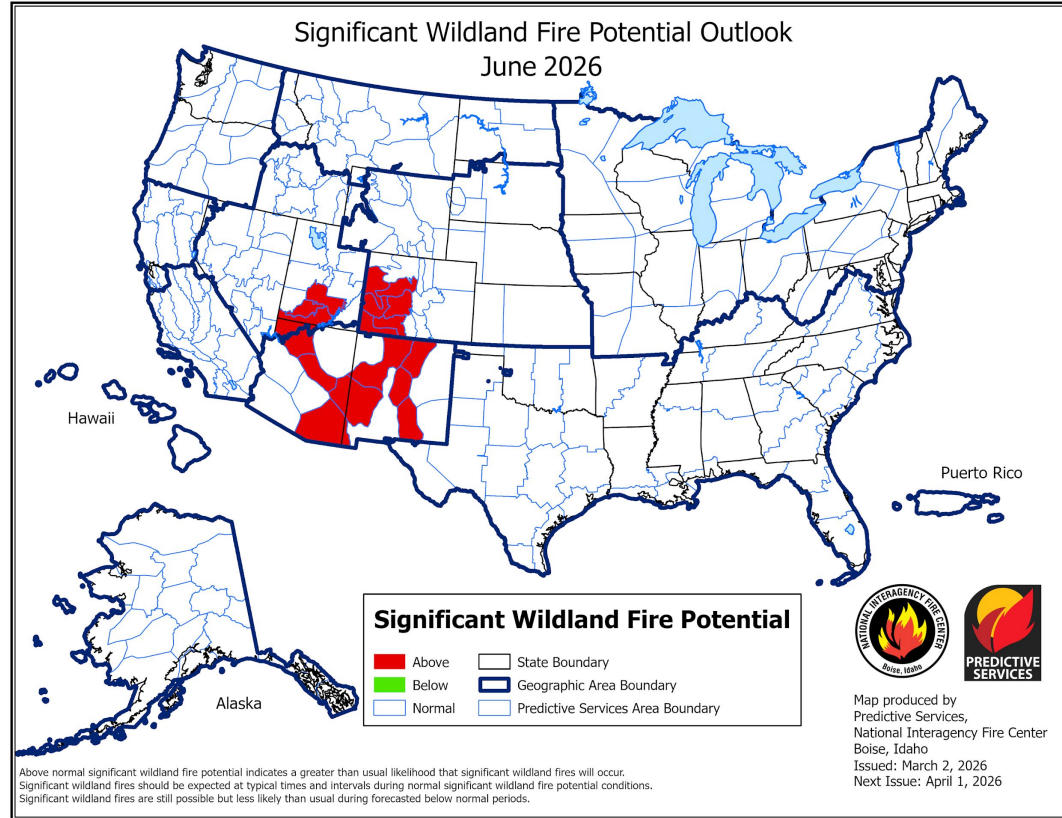 Significant Wildland Fire Potential Outlook
June 2026
Hawaii
Puerto Rico
Alaska
Significant Wildland Fire Potential
Above
State Boundary
Below
Geographic Area Boundary
Normal
Predictive Services Area Boundary
NATIONAL INTERAGENCY FIRE CENTER
Boise, Idaho
PREDICTIVE
SERVICES
Map produced by
Predictive Services,
National Interagency Fire Center
Boise, Idaho
Issued: March 2, 2026
Next Issue: April 1, 2026
Above normal significant wildland fire potential indicates a greater than usual likelihood that significant wildland fires will occur.
Significant wildland fires should be expected at typical times and intervals during normal significant wildland fire potential conditions.
Significant wildland fires are still possible but less likely than usual during forecasted below normal periods.